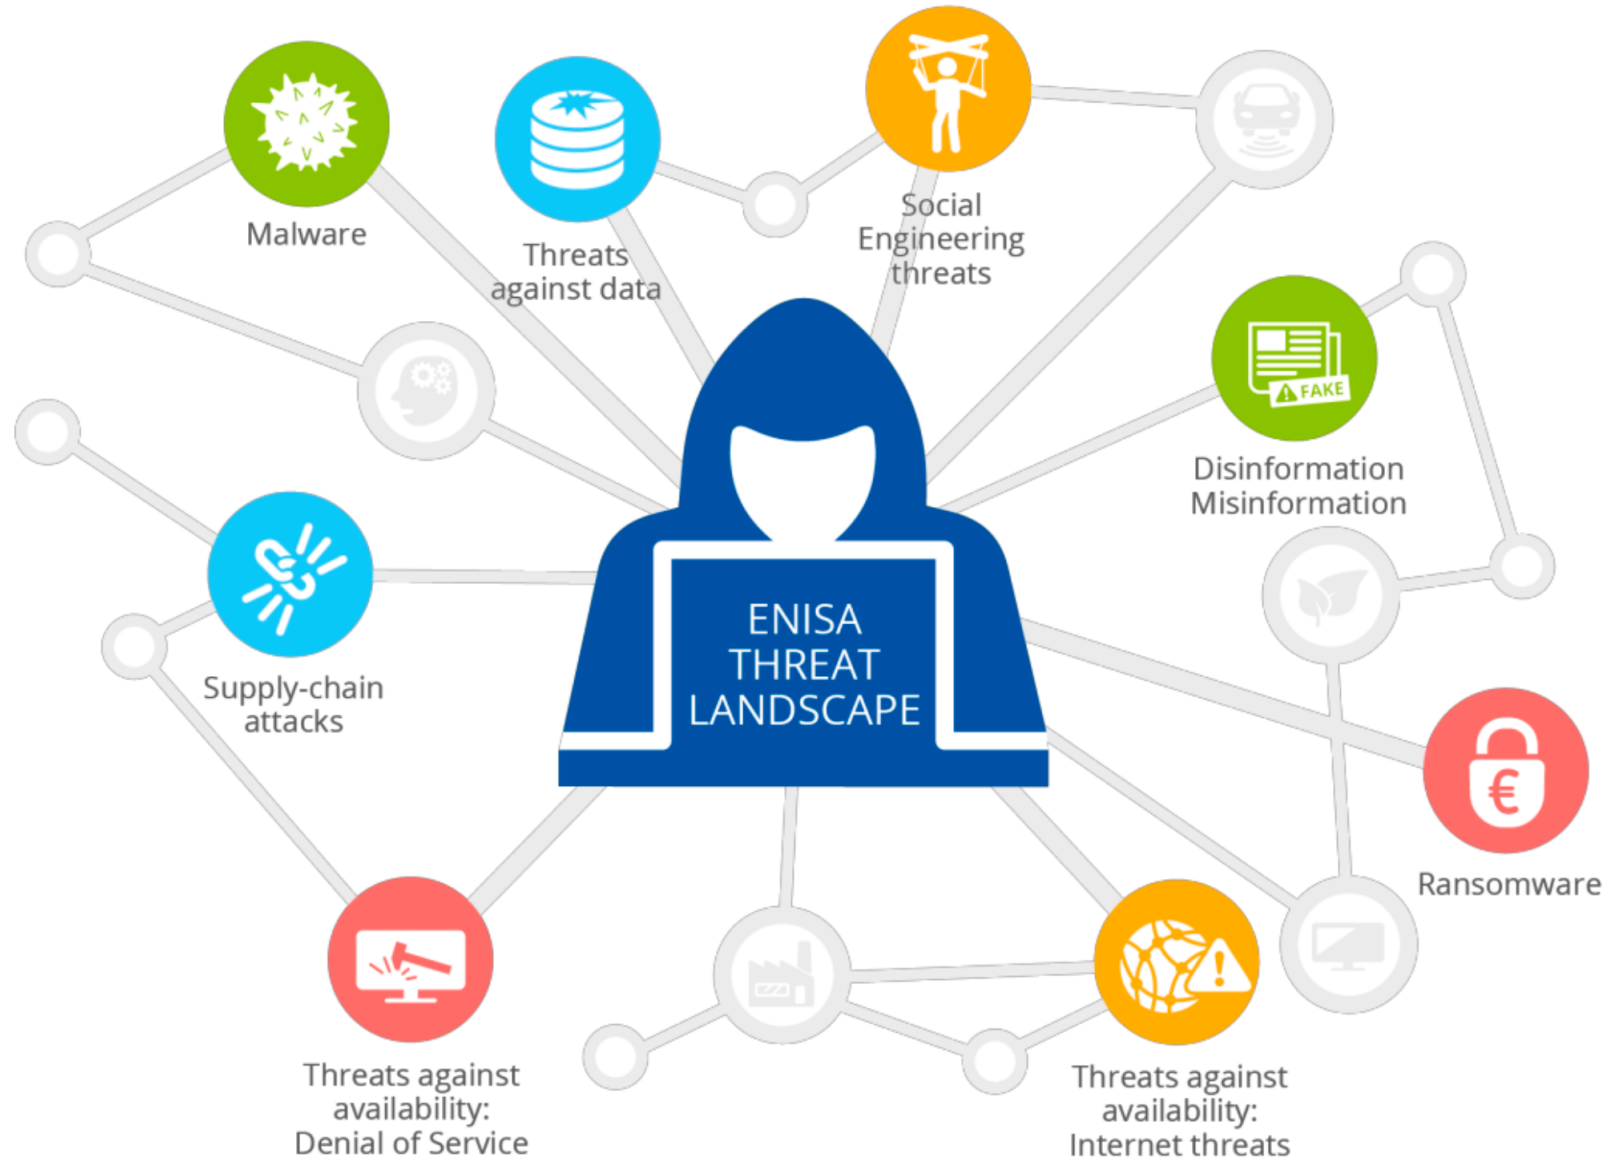 Malware
Threats
against data
Social
Engineering
threats
FAKE
Disinformation
Misinformation
ENISA
THREAT
LANDSCAPE
Supply-chain
attacks
€
Ransomware
Threats against
availability:
Denial of Service
Threats against
availability:
Internet threats